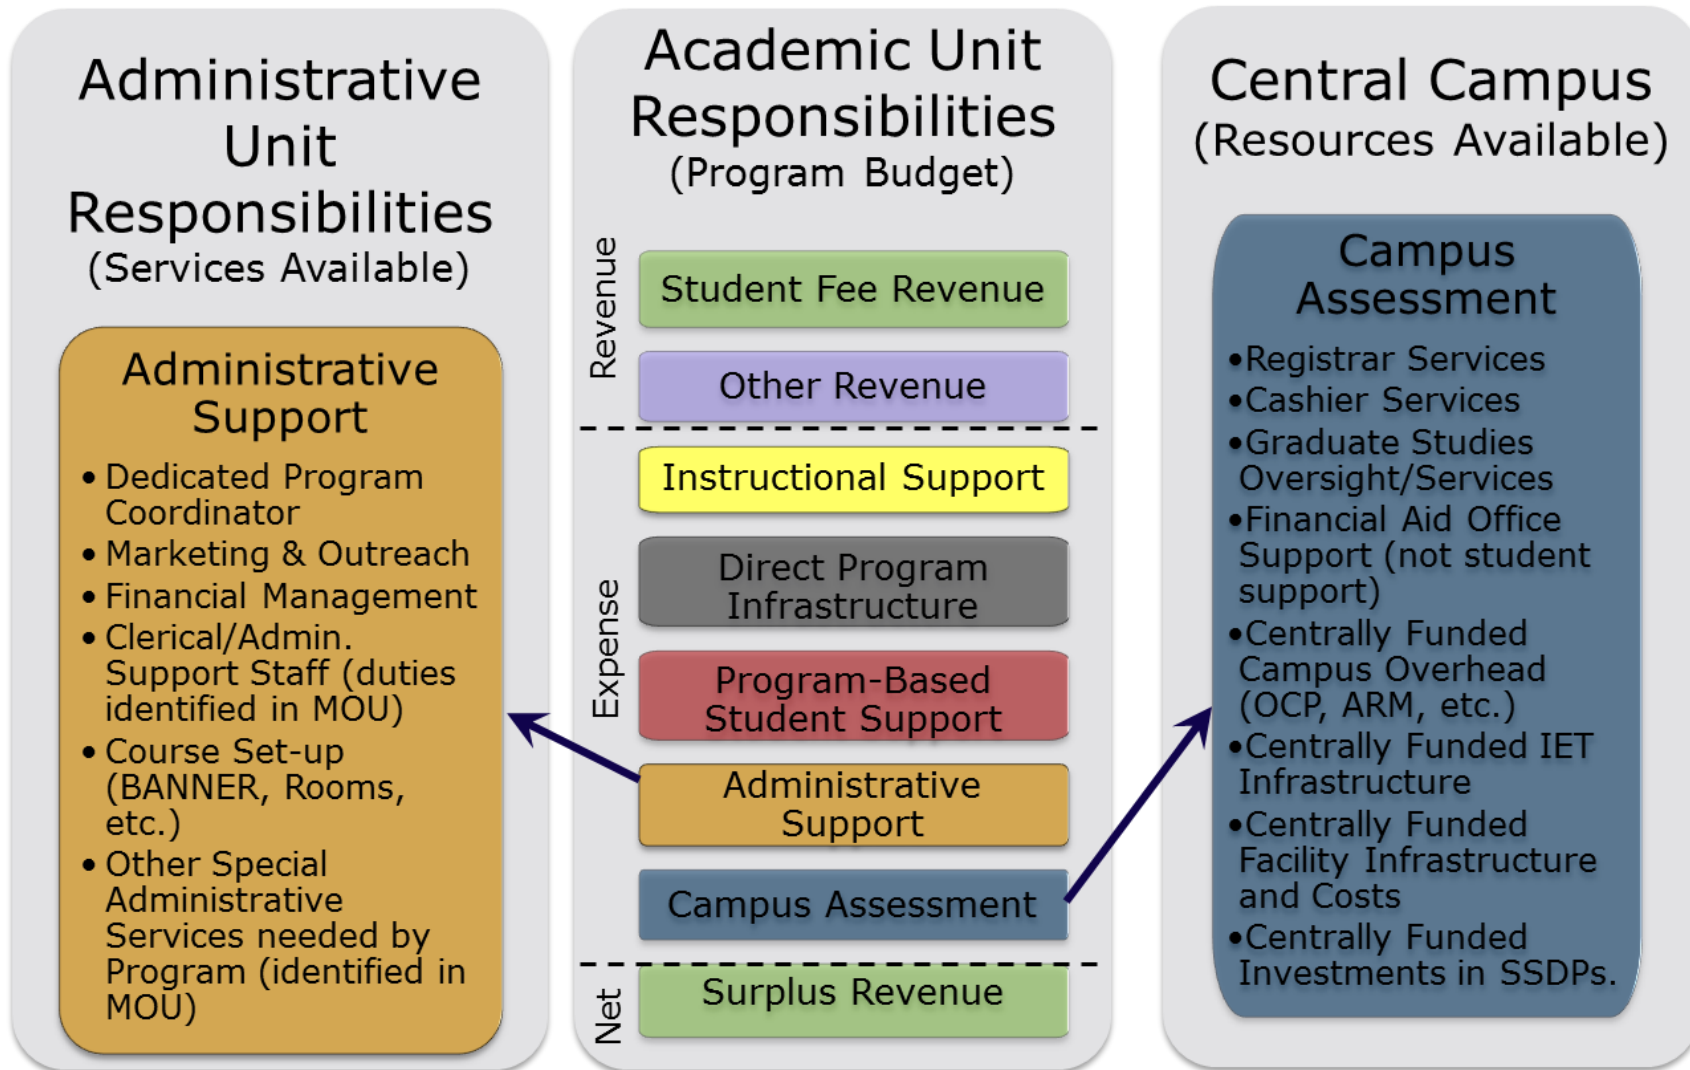 Administrative
Unit
Responsibilities
(Services Available)
Administrative
Support
• Dedicated Program
Coordinator
• Marketing & Outreach
• Financial Management
• Clerical/Admin.
Support Staff (duties
identified in MOU)
• Course Set-up
(BANNER, Rooms,
etc.)
• Other Special
Administrative
Services needed by
Program (identified in
MOU)
Academic Unit
Responsibilities
(Program Budget)
Revenue
Student Fee Revenue
Other Revenue
Expense
Instructional Support
Direct Program
Infrastructure
Program-Based
Student Support
Administrative
Support
Campus Assessment
Net
Surplus Revenue
Central Campus
(Resources Available)
Campus
Assessment
•Registrar Services
•Cashier Services
•Graduate Studies
Oversight/Services
•Financial Aid Office
Support (not student
support)
•Centrally Funded
Campus Overhead
(OCP, ARM, etc.)
•Centrally Funded IET
Infrastructure
•Centrally Funded
Facility Infrastructure
and Costs
•Centrally Funded
Investments in SSDPs.